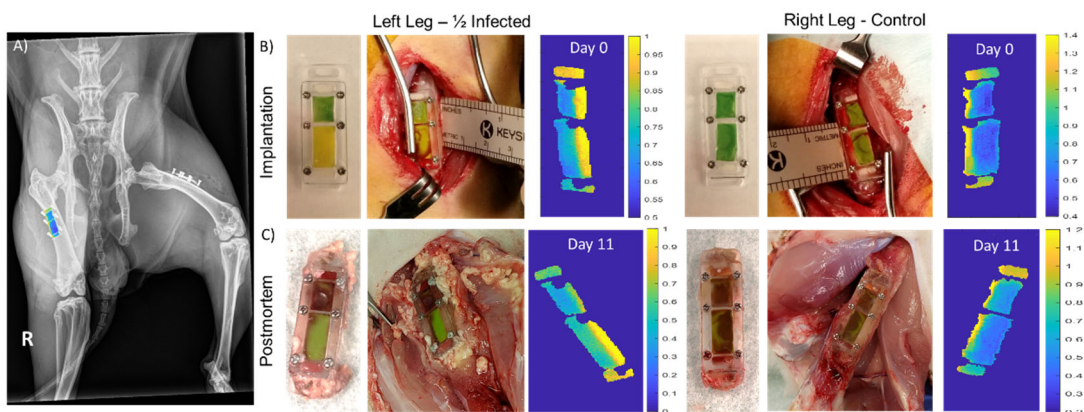 Left Leg – ½ Infected
Right Leg - Control
A)
B)
Implantation
Day 0
1
0.95
0.9
0.85
0.8
0.75
0.7
0.65
0.6
0.55
0.5
INCHES
METRIC
KEYS
Day 0
1.4
1.3
1.2
1.1
1
0.9
0.8
0.7
0.6
0.5
0.4
METRIC
INCHES
C)
Postmortem
Day 11
1
0.9
0.8
0.7
0.6
0.5
0.4
0.3
0.2
0.1
0
Day 11
1.2
1.1
1
0.9
0.8
0.7
0.6
0.5
0.4
0.3
0.2
R